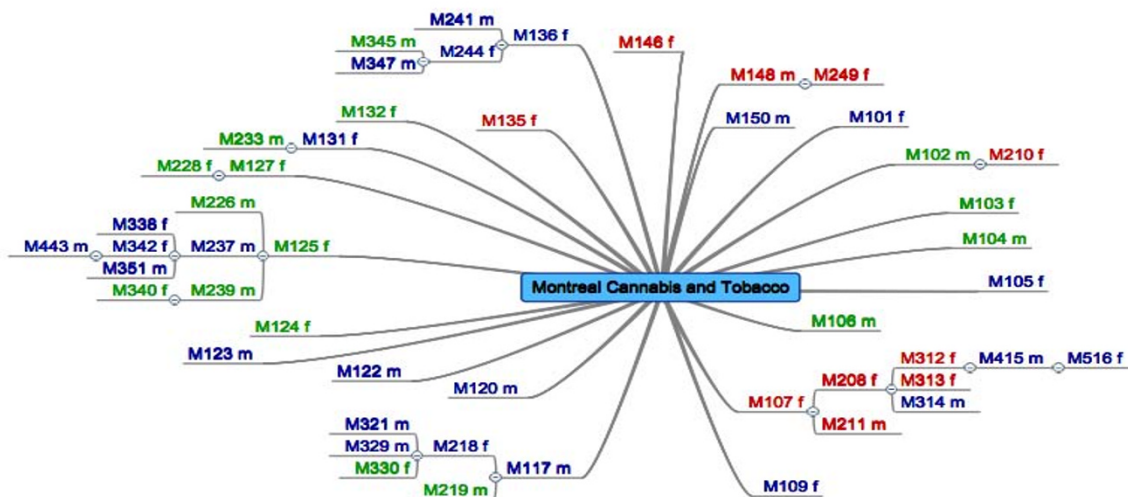 M241 m
M136 f
M146 f
M345 m
M244 f
M347 m
M148 m
M249 f
M132 f
M135 f
M150 m
M101 f
M233 m
M131 f
M102 m
M210 f
M228 f
M127 f
M226 m
M103 f
M338 f
M443 m
M342 f
M237 m
M125 f
M104 m
M351 m
Montreal Cannabis and Tobacco
M105 f
M340 f
M239 m
M124 f
M106 m
M123 m
M312 f
M415 m
M516 f
M122 m
M208 f
M313 f
M120 m
M107 f
M314 m
M321 m
M211 m
M329 m
M218 f
M330 f
M117 m
M219 m
M109 f